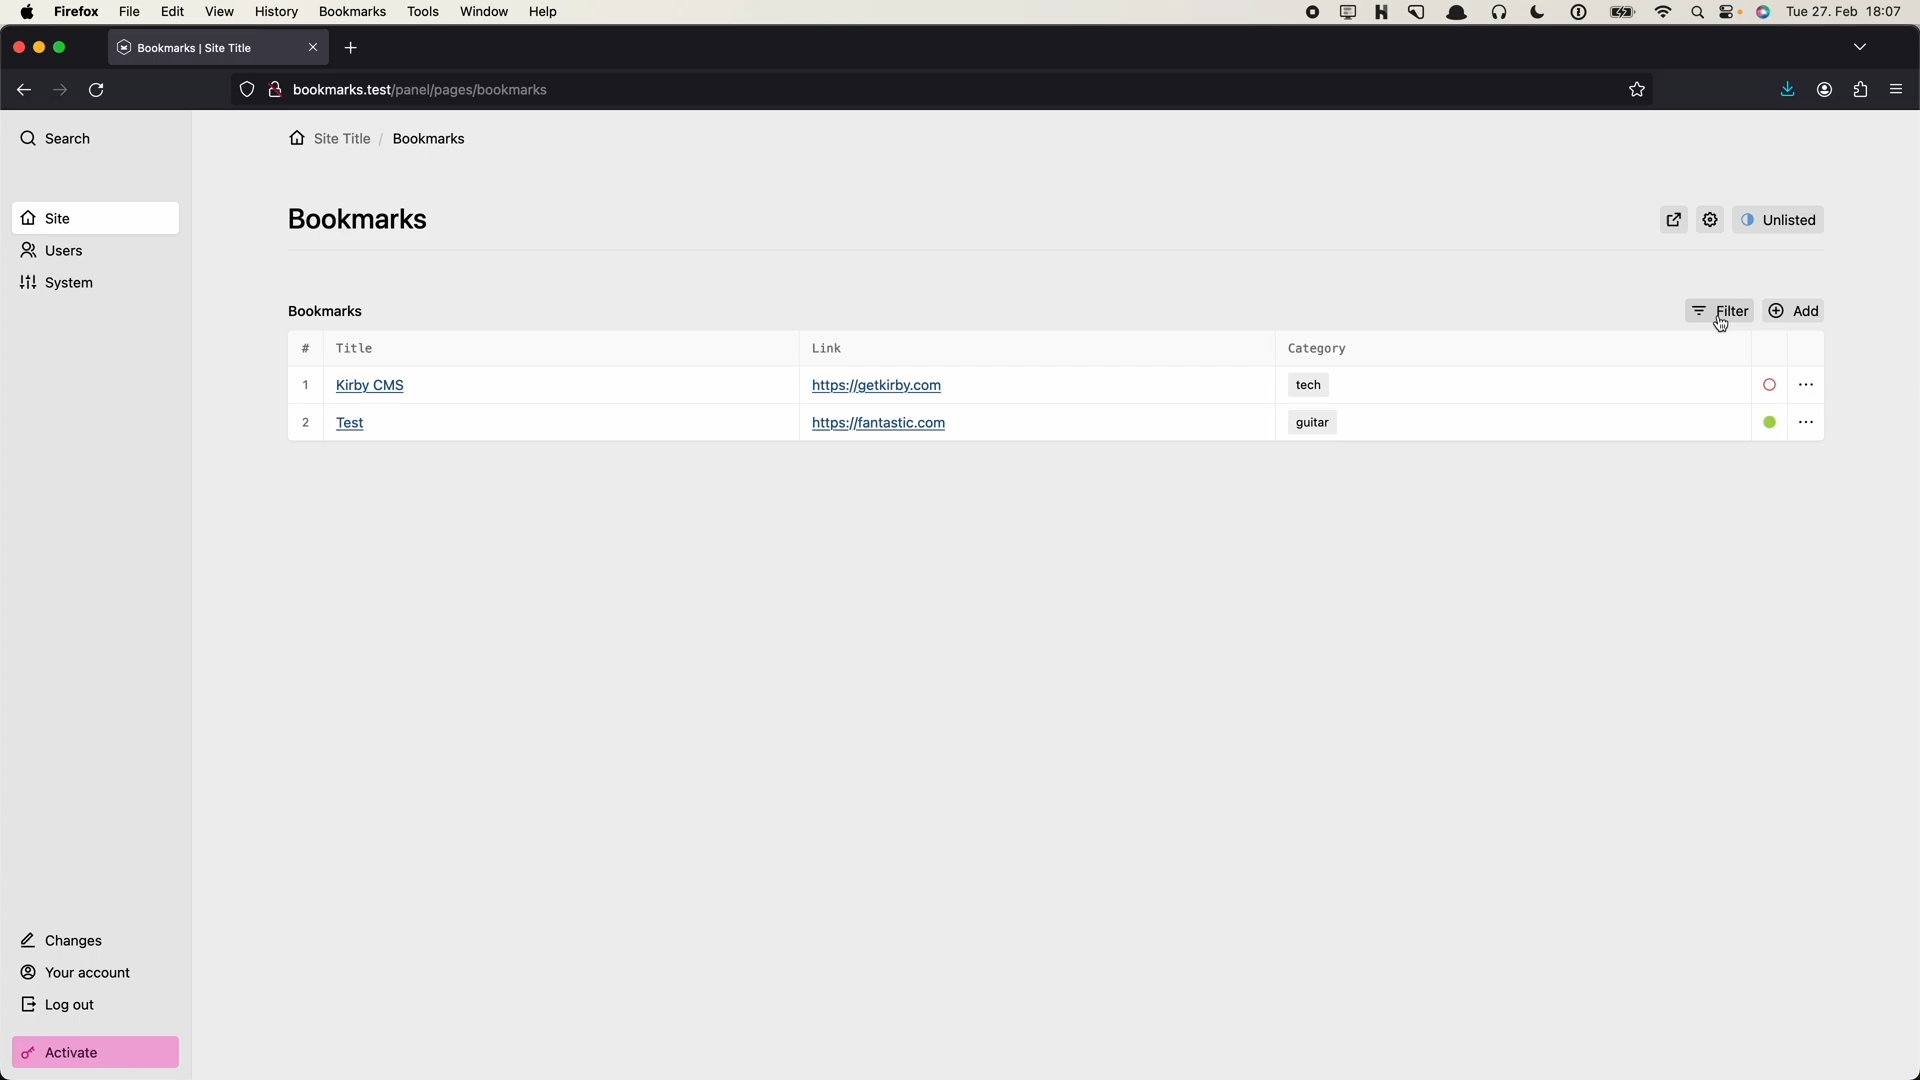 Firefox File Edit View History Bookmarks Tools Window Help Tue 27. Feb 18:07
Bookmarks | Site Title
bookmarks.test/panel/pages/bookmarks
Search
Site Title / Bookmarks
Site
Users
System
Bookmarks
Unlisted
Bookmarks
Filter
Add
# Title Link Category
1 Kirby CMS https://getkirby.com tech
2 Test https://fantastic.com guitar
Changes
Your account
Log out
Activate